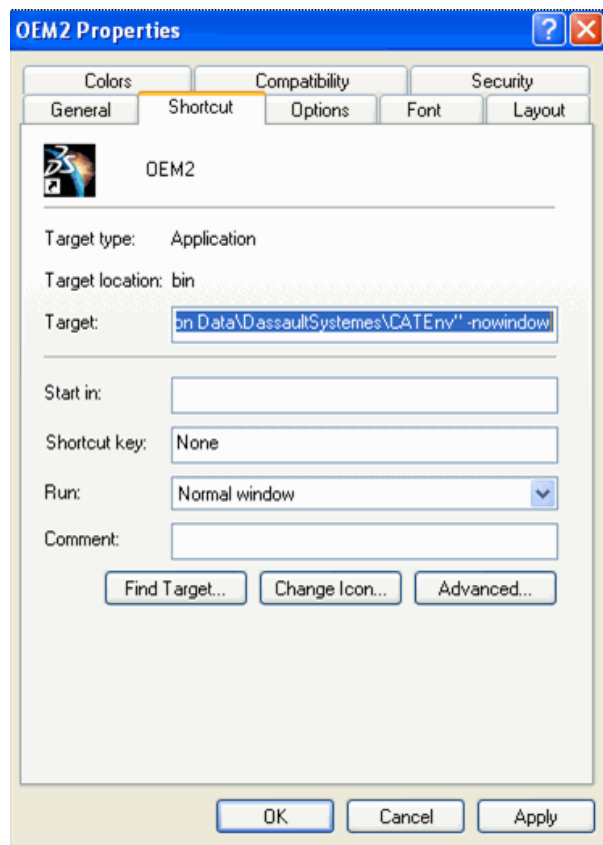 OEM2 Properties
Colors Compatibility Security
General Shortcut Options Font Layout
OEM2
Target type: Application
Target location: bin
Target: on Data\DassaultSystemes\CATEnv" -nowindow
Start in:
Shortcut key: None
Run: Normal window
Comment:
Find Target... Change Icon... Advanced...
OK Cancel Apply